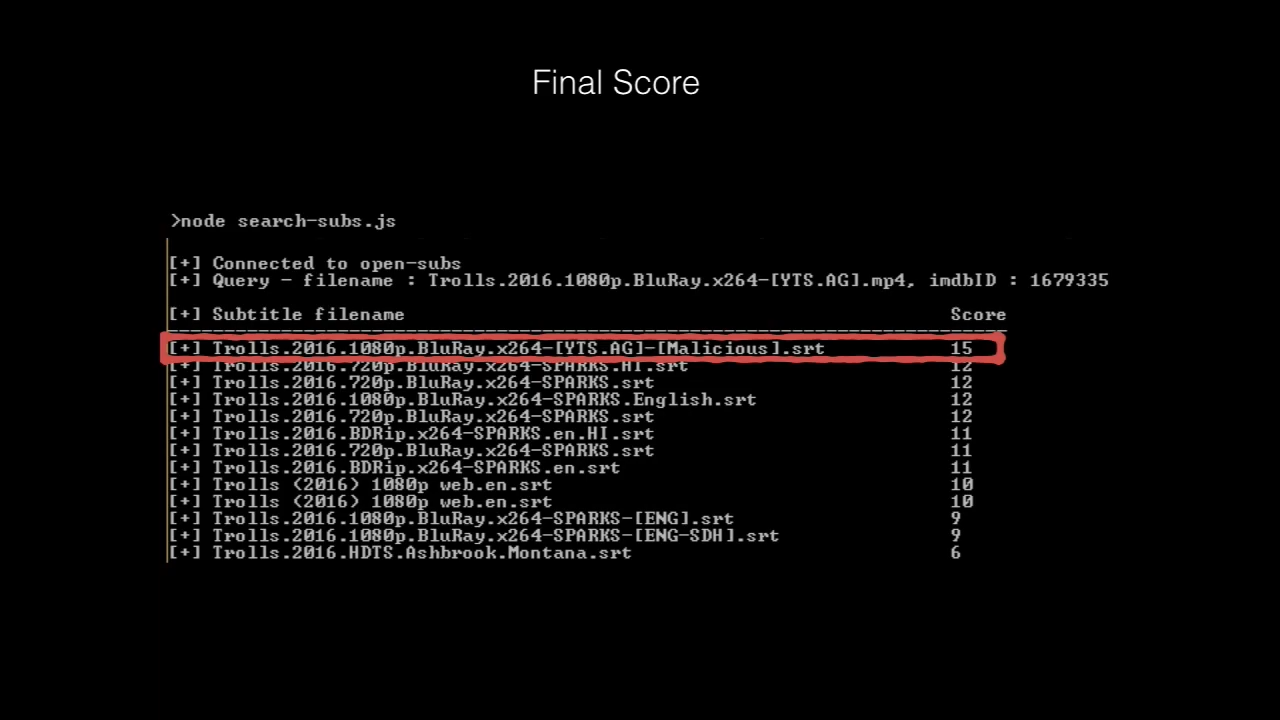 Final Score
>node search-subs.js
[+] Connected to open-subs
[+] Query - filename : Trolls.2016.1080p.BluRay.x264-[YTS.AG].mp4, imdbID : 1679335
[+] Subtitle filename Score
[+] Trolls.2016.1080p.BluRay.x264-[YTS.AG]-[Malicious].srt 15
[+] Trolls.2016.720p.BluRay.x264-SPARKS.HI.srt 12
[+] Trolls.2016.720p.BluRay.x264-SPARKS.srt 12
[+] Trolls.2016.1080p.BluRay.x264-SPARKS.English.srt 12
[+] Trolls.2016.720p.BluRay.x264-SPARKS.srt 12
[+] Trolls.2016.BDRip.x264-SPARKS.en.HI.srt 11
[+] Trolls.2016.720p.BluRay.x264-SPARKS.srt 11
[+] Trolls.2016.BDRip.x264-SPARKS.en.srt 11
[+] Trolls (2016) 1080p web.en.srt 10
[+] Trolls (2016) 1080p web.en.srt 10
[+] Trolls.2016.1080p.BluRay.x264-SPARKS-[ENG].srt 9
[+] Trolls.2016.1080p.BluRay.x264-SPARKS-[ENG-SDH].srt 9
[+] Trolls.2016.HDTS.Ashbrook.Montana.srt 6